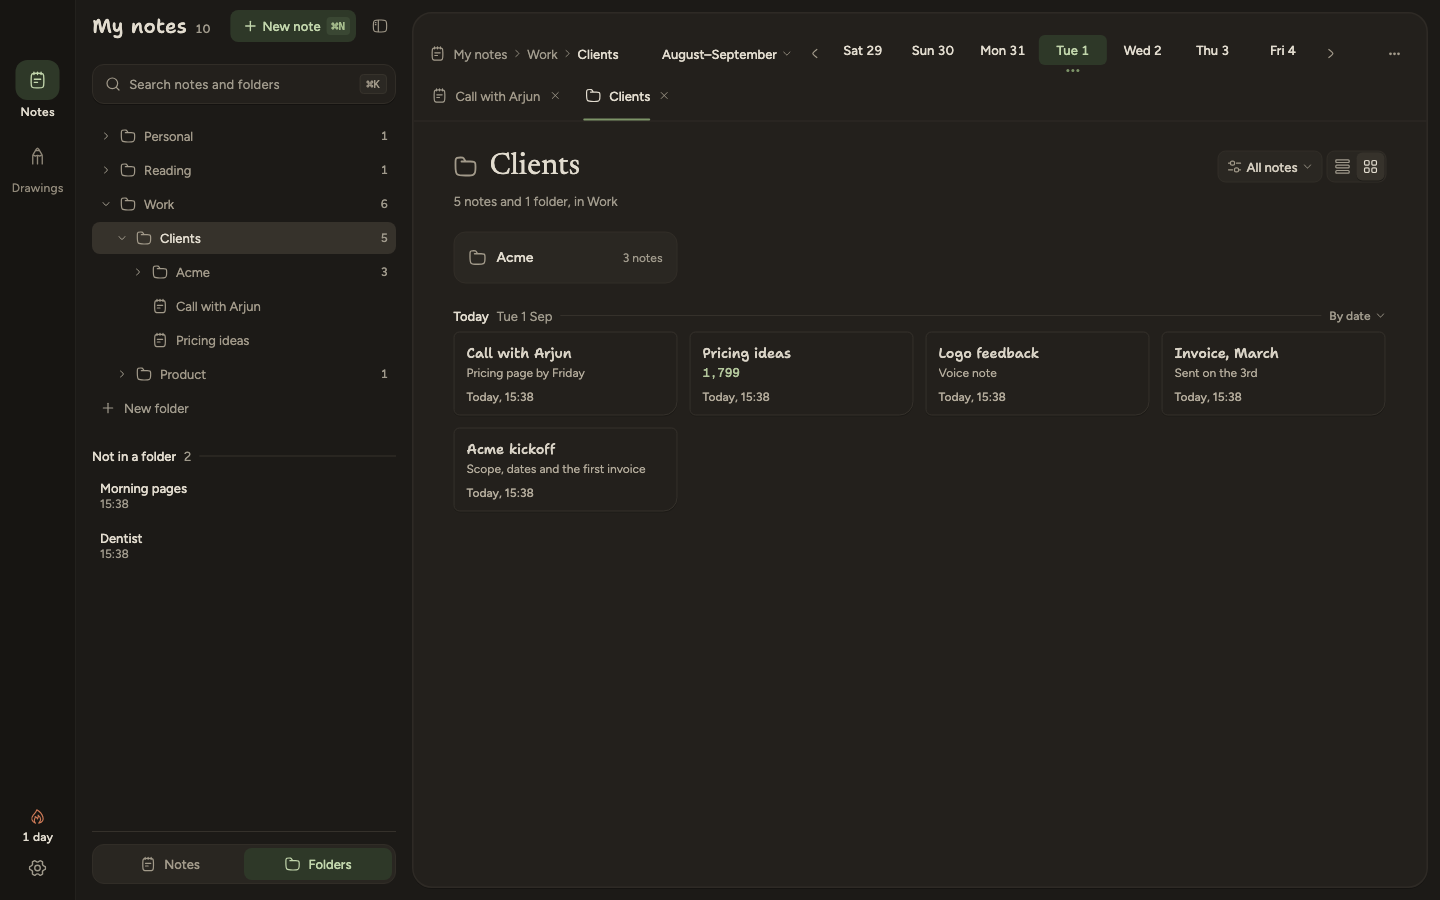 My notes 10
New note ⌘N
Notes
Drawings
1 day
Search notes and folders ⌘K
Personal 1
Reading 1
Work 6
Clients 5
Acme 3
Call with Arjun
Pricing ideas
Product 1
New folder
Not in a folder 2
Morning pages
15:38
Dentist
15:38
Notes Folders
My notes > Work > Clients
August–September
Sat 29 Sun 30 Mon 31 Tue 1 Wed 2 Thu 3 Fri 4
Call with Arjun Clients
Clients
All notes
5 notes and 1 folder, in Work
Acme 3 notes
Today Tue 1 Sep By date
Call with Arjun
Pricing page by Friday
Today, 15:38
Pricing ideas
1,799
Today, 15:38
Logo feedback
Voice note
Today, 15:38
Invoice, March
Sent on the 3rd
Today, 15:38
Acme kickoff
Scope, dates and the first invoice
Today, 15:38